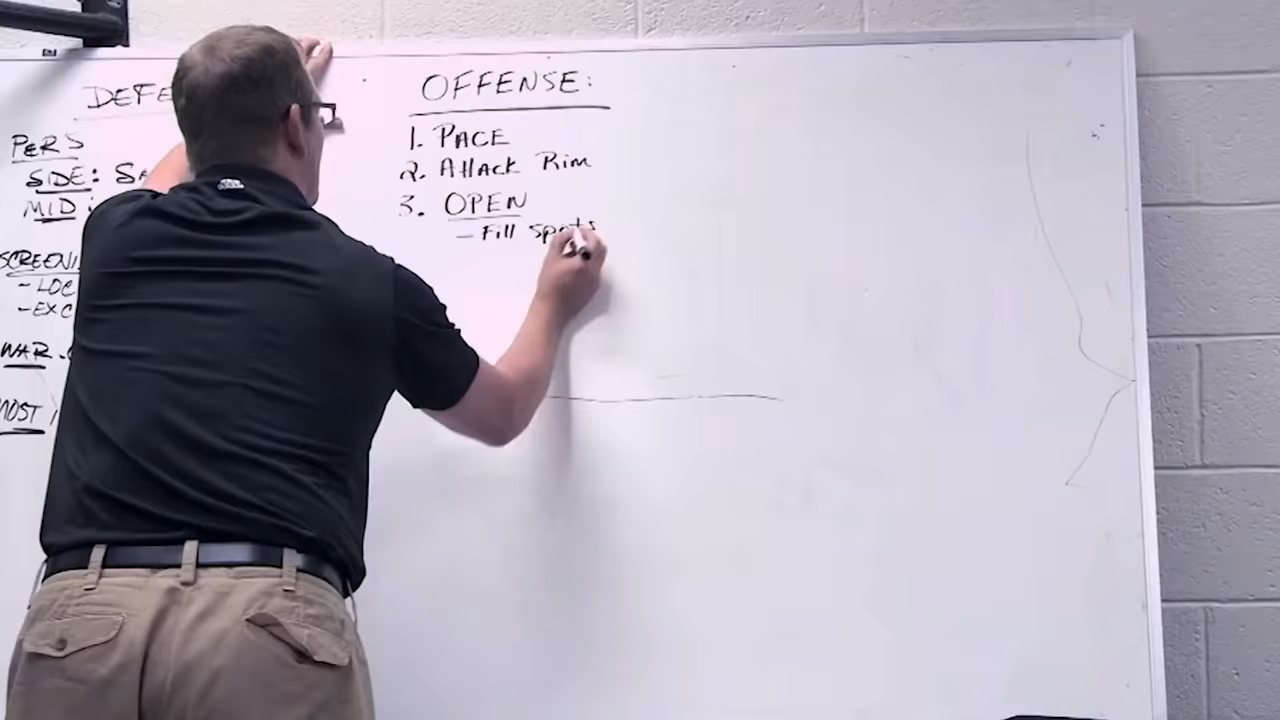 DEFE
PERS
SIDE: SA
MID:
SCREENI
- LOC
- EXC
WAR
MOST
OFFENSE:
1. PACE
2. Attack Rim
3. OPEN
- Fill spots